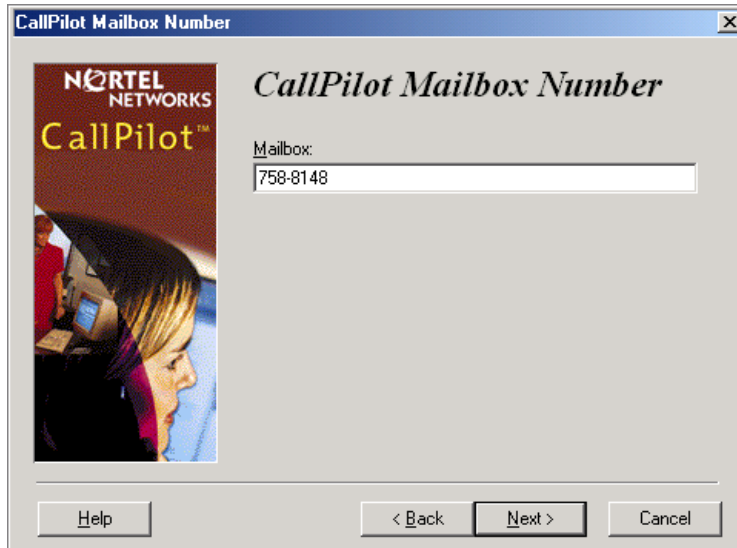 CallPilot Mailbox Number
NORTEL
NETWORKS
CallPilot™
CallPilot Mailbox Number
Mailbox:
758-8148
Help
< Back
Next >
Cancel